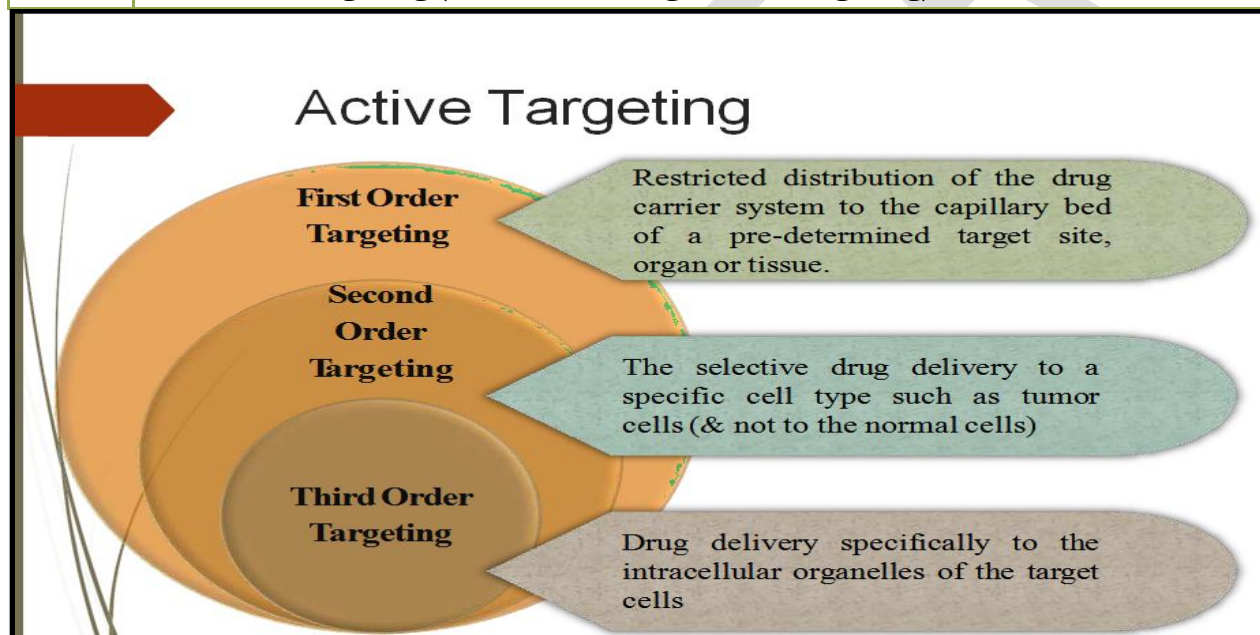 Active Targeting
First Order
Targeting
Restricted distribution of the drug
carrier system to the capillary bed
of a pre-determined target site,
organ or tissue.
Second
Order
Targeting
The selective drug delivery to a
specific cell type such as tumor
cells (& not to the normal cells)
Third Order
Targeting
Drug delivery specifically to the
intracellular organelles of the target
cells